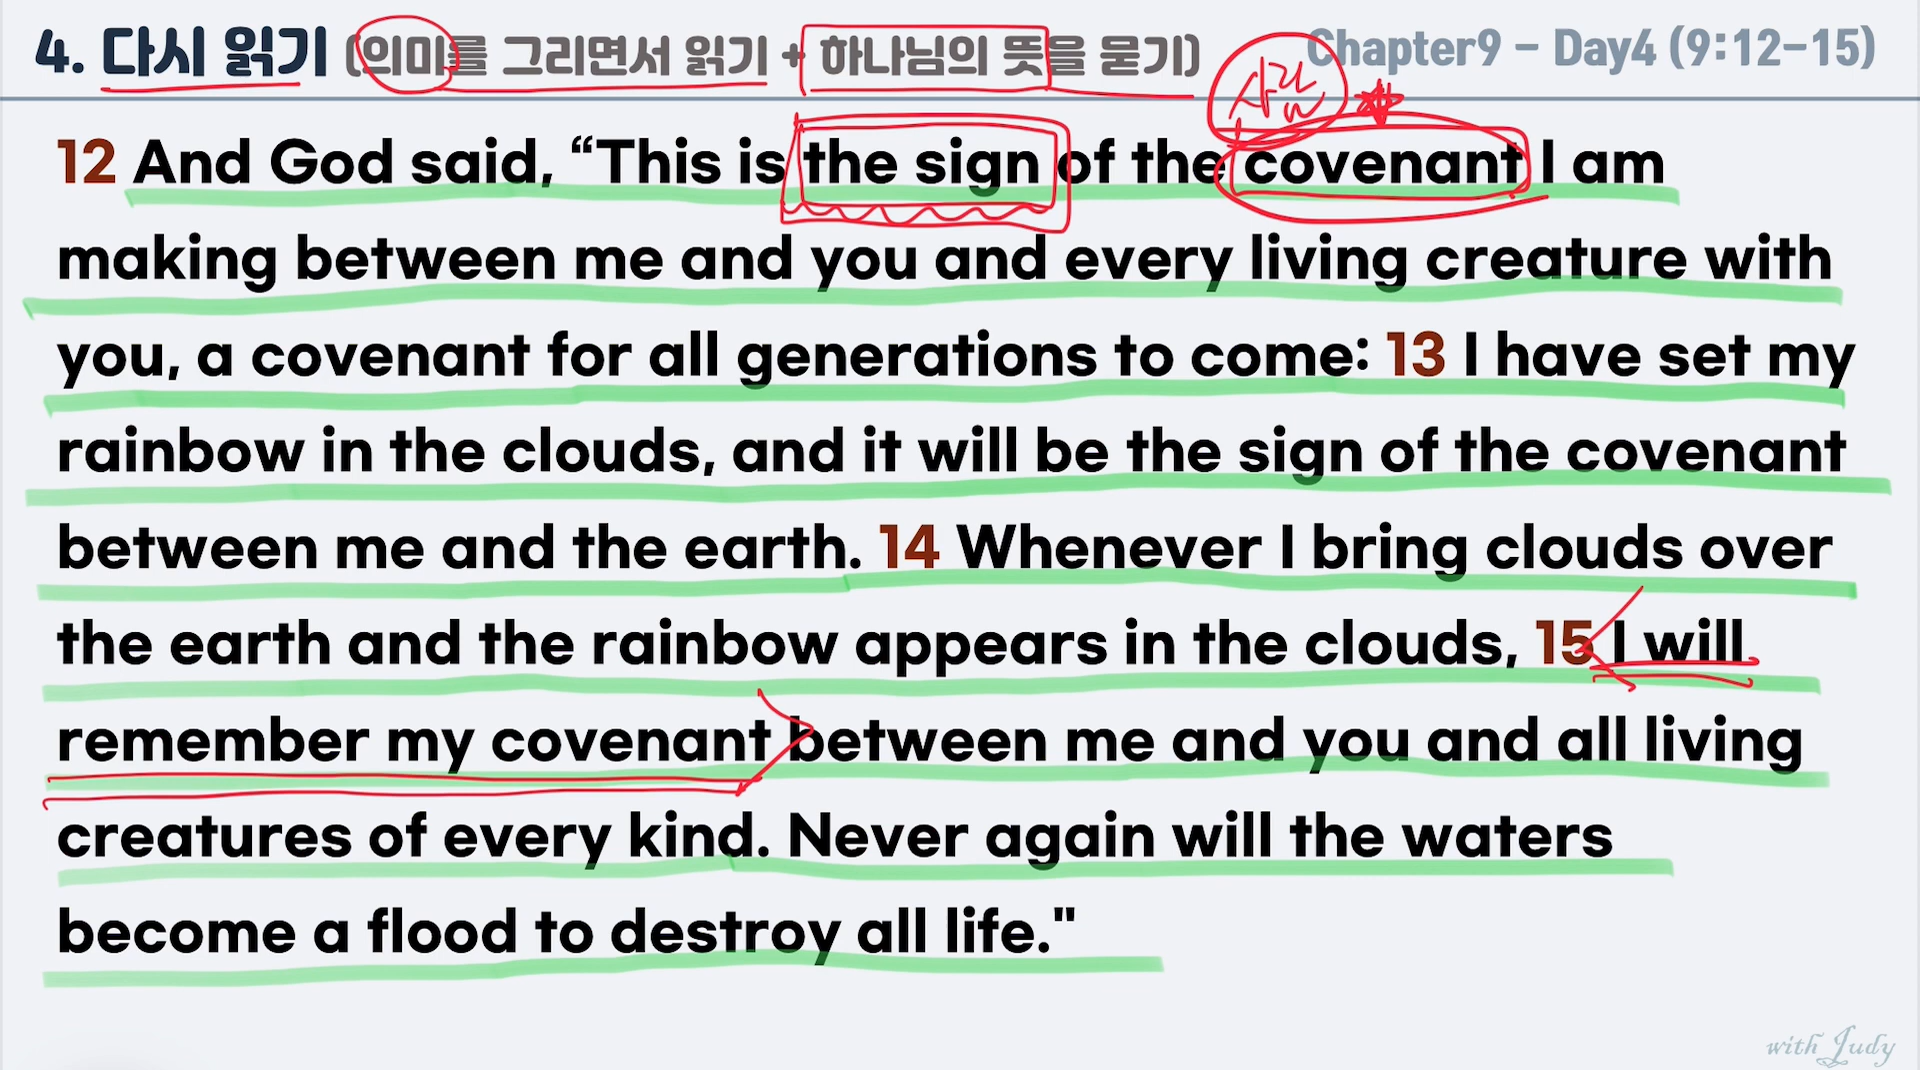 4. 다시 읽기 (의미를 그리면서 읽기 + 하나님의 뜻을 묻기) Chapter9 - Day4 (9:12-15)
사람
12 And God said, “This is the sign of the covenant I am
making between me and you and every living creature with
you, a covenant for all generations to come: 13 I have set my
rainbow in the clouds, and it will be the sign of the covenant
between me and the earth. 14 Whenever I bring clouds over
the earth and the rainbow appears in the clouds, 15 I will
remember my covenant between me and you and all living
creatures of every kind. Never again will the waters
become a flood to destroy all life."
with Judy